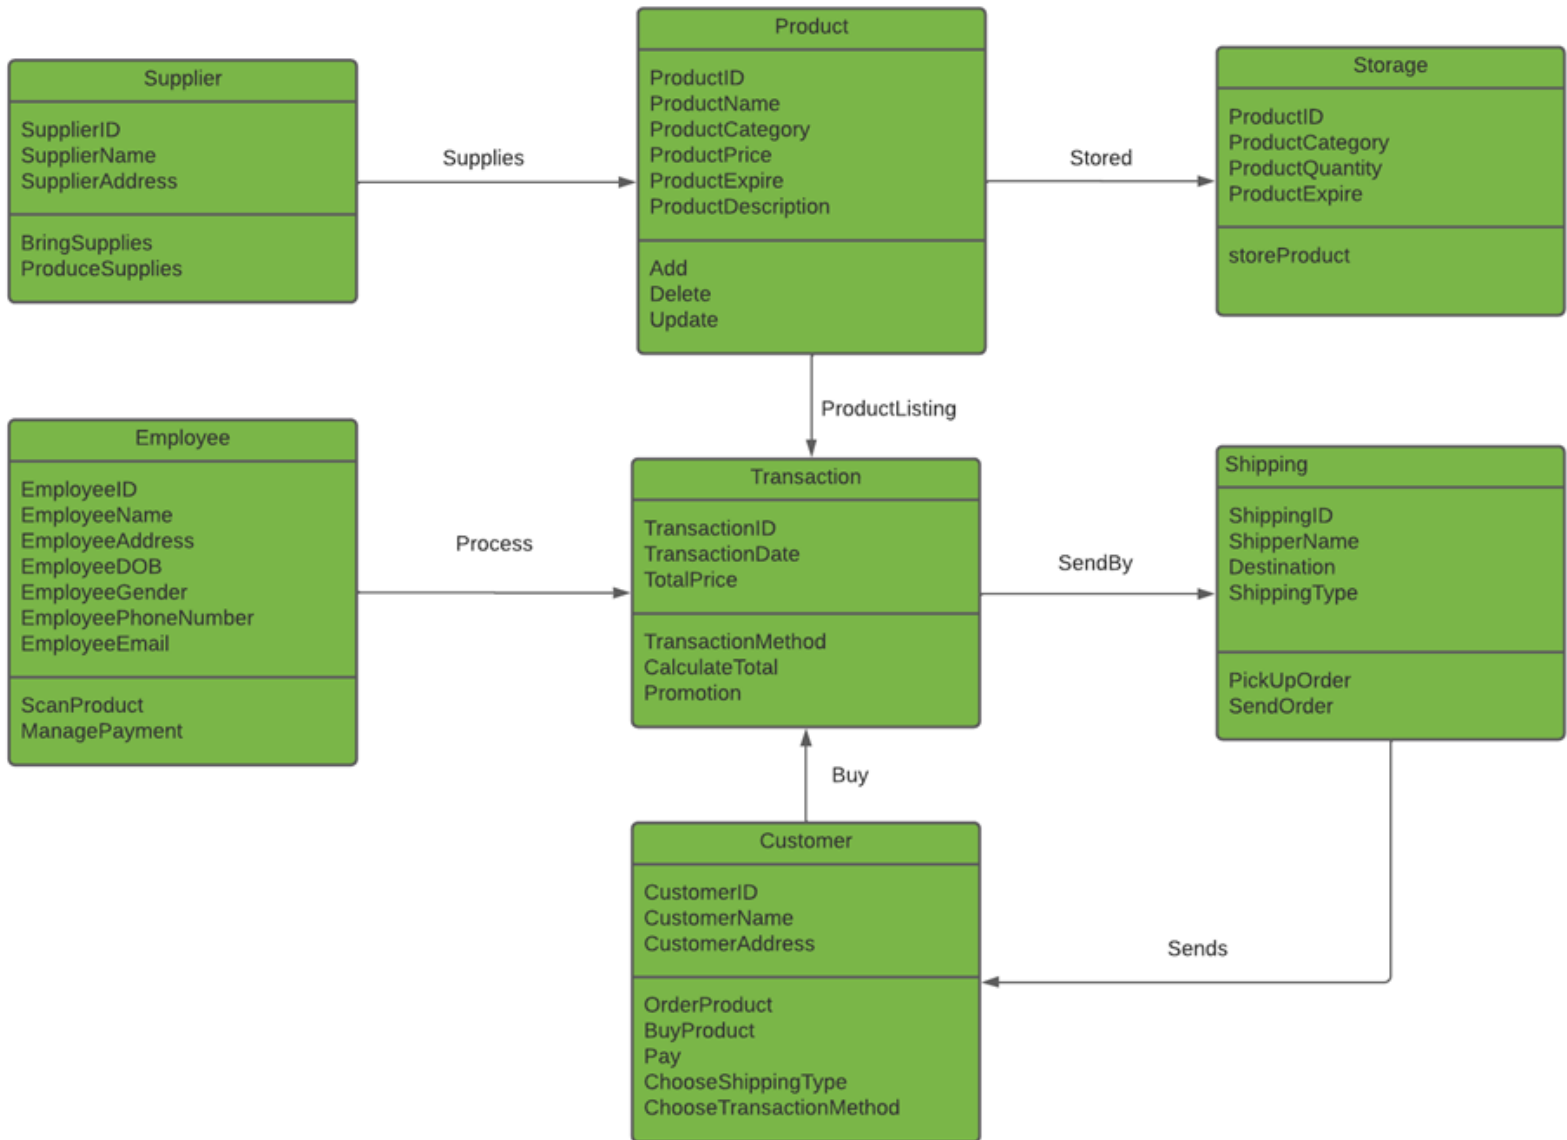 Supplier
SupplierID
SupplierName
SupplierAddress
BringSupplies
ProduceSupplies
Supplies
Product
ProductID
ProductName
ProductCategory
ProductPrice
ProductExpire
ProductDescription
Add
Delete
Update
Stored
Storage
ProductID
ProductCategory
ProductQuantity
ProductExpire
storeProduct
ProductListing
Employee
EmployeeID
EmployeeName
EmployeeAddress
EmployeeDOB
EmployeeGender
EmployeePhoneNumber
EmployeeEmail
ScanProduct
ManagePayment
Process
Transaction
TransactionID
TransactionDate
TotalPrice
TransactionMethod
CalculateTotal
Promotion
SendBy
Shipping
ShippingID
ShipperName
Destination
ShippingType
PickUpOrder
SendOrder
Buy
Customer
CustomerID
CustomerName
CustomerAddress
OrderProduct
BuyProduct
Pay
ChooseShippingType
ChooseTransactionMethod
Sends